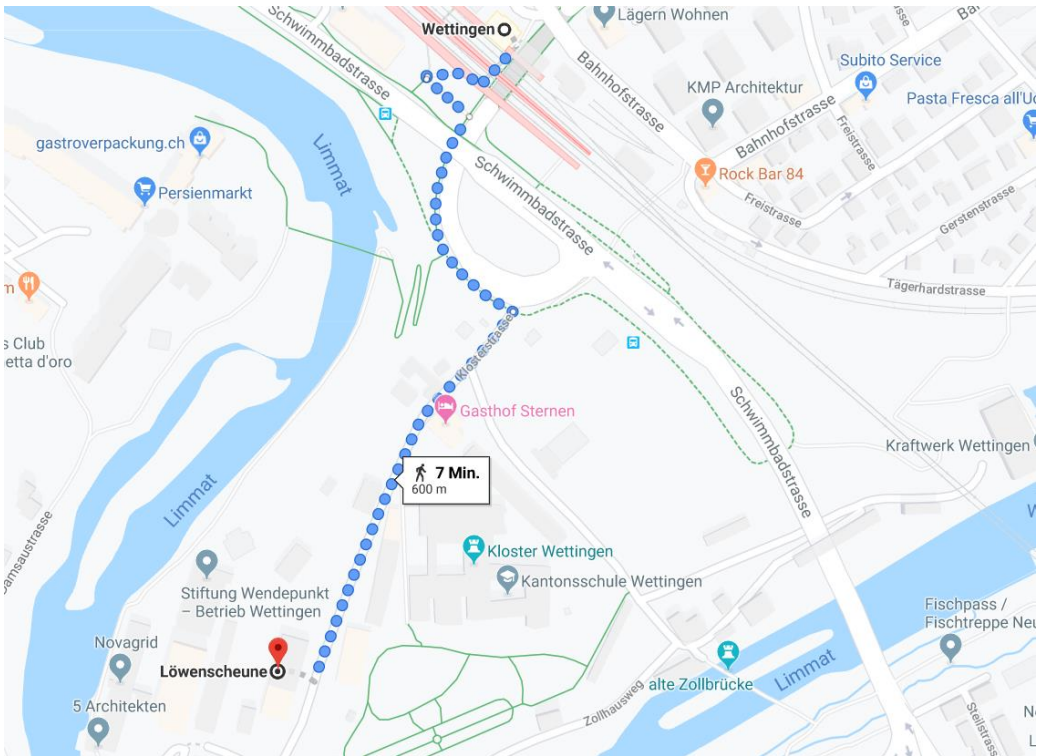 Lägern Wohnen
Bahn
Wettingen
Schwimmbadstrasse
Bahnhofstrasse
Subito Service
KMP Architektur
Pasta Fresca all'U
Freistrasse
Bahnhofstrasse
gastroverpackung.ch
Limmat
Persienmarkt
Schwimmbadstrasse
Rock Bar 84
Freistrasse
Gerstenstrasse
Tägerhardstrasse
m
s Club
etta d'oro
Klosterstrasse
Gasthof Sternen
Schwimmbadstrasse
Kraftwerk Wettingen
7 Min.
600 m
Limmat
W
Damsaustrasse
Kloster Wettingen
Kantonsschule Wettingen
Stiftung Wendepunkt
– Betrieb Wettingen
Fischpass /
Fischtreppe Neu
Novagrid
Löwenscheune
alte Zollbrücke
Limmat
5 Architekten
Zollhausweg
Steilstrasse
N
L